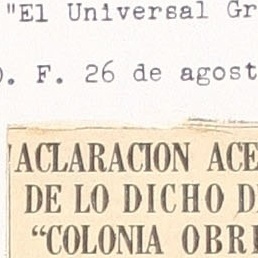 "El Universal Gr
). F. 26 de agost
ACLARACION ACE
DE LO DICHO D
"COLONIA OBRE